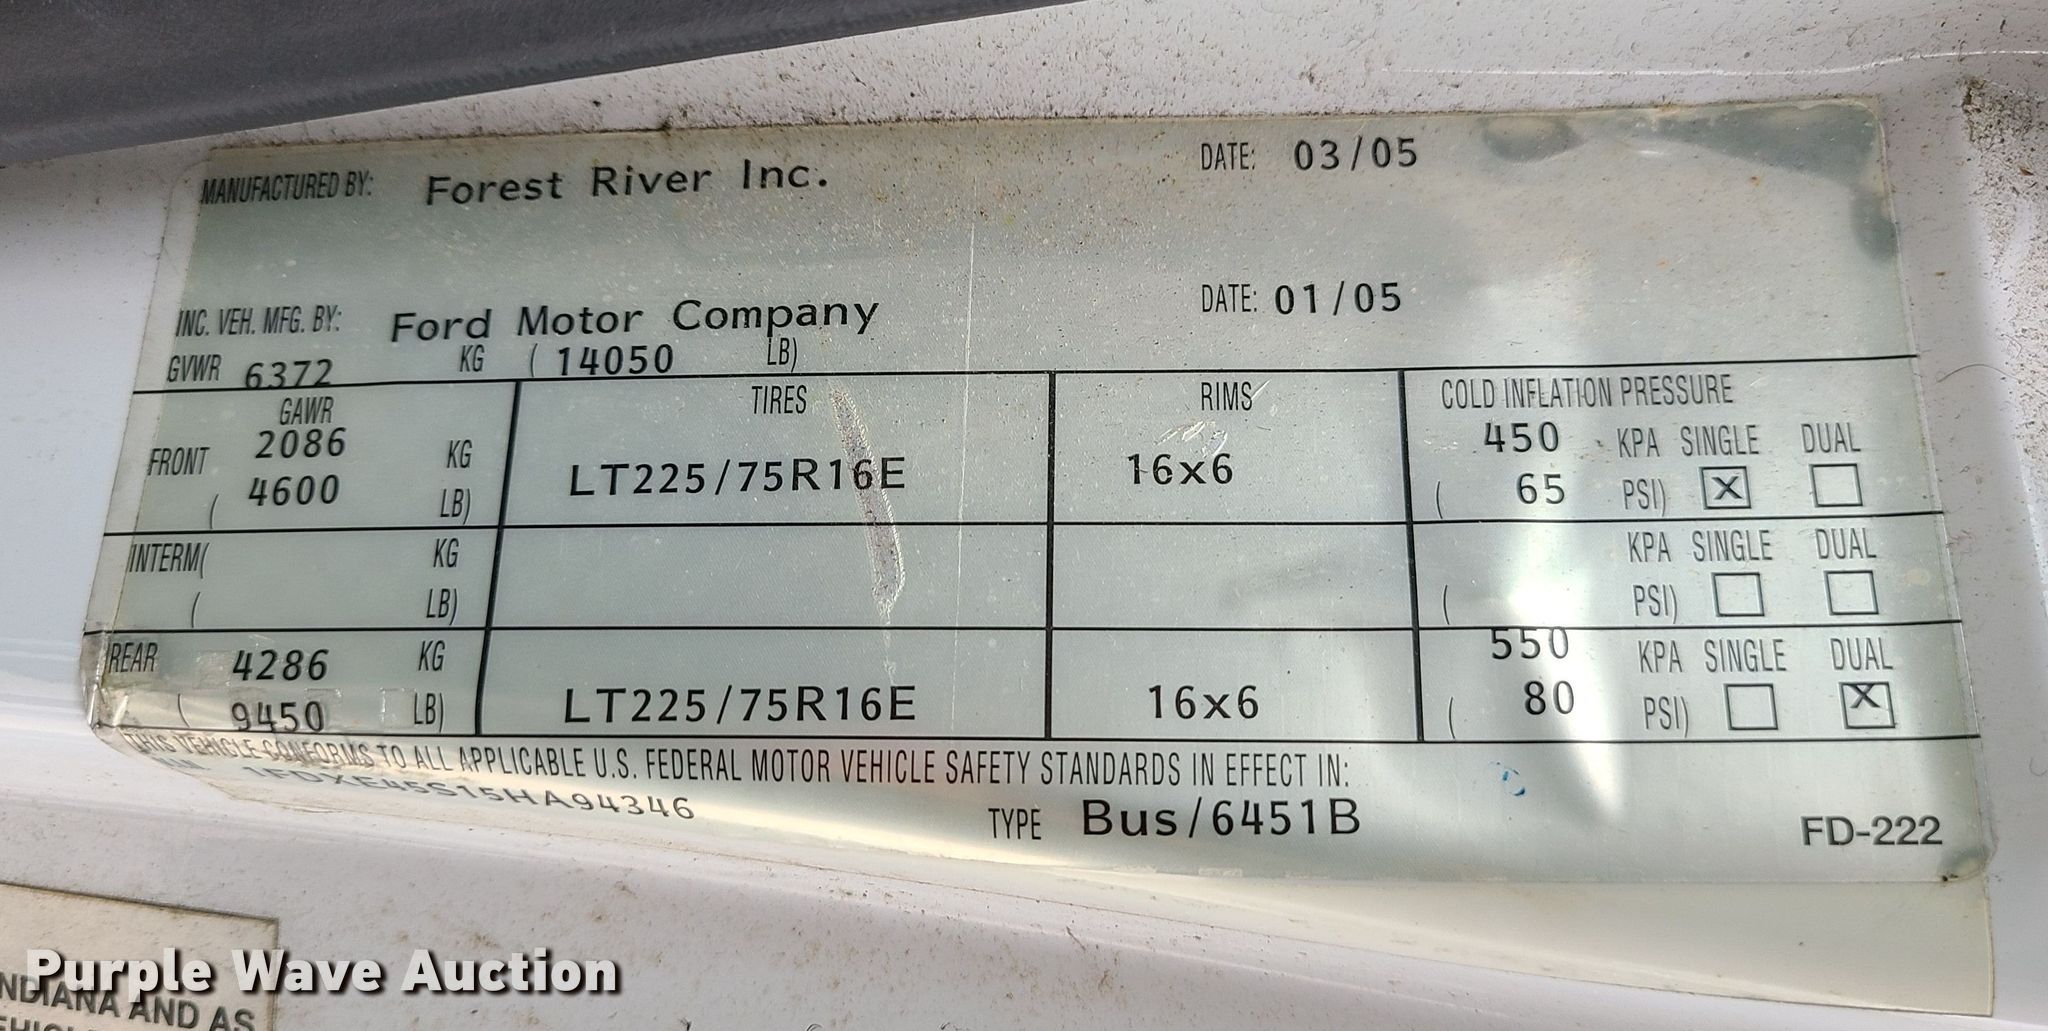 MANUFACTURED BY: Forest River Inc. DATE: 03/05
INC. VEH. MFG. BY: Ford Motor Company DATE: 01/05
GVWR 6372 KG ( 14050 LB)
GAWR TIRES RIMS COLD INFLATION PRESSURE
FRONT 2086 KG LT225/75R16E 16x6 450 KPA SINGLE DUAL
( 4600 LB) ( 65 PSI) X
INTERM( KG KPA SINGLE DUAL
( LB) ( PSI)
REAR 4286 KG LT225/75R16E 16x6 550 KPA SINGLE DUAL
( 9450 LB) ( 80 PSI) X
THIS VEHICLE CONFORMS TO ALL APPLICABLE U.S. FEDERAL MOTOR VEHICLE SAFETY STANDARDS IN EFFECT IN:
1FDXE45S15HA94346 TYPE Bus/6451B FD-222
Purple Wave Auction
NDIANA AND AS